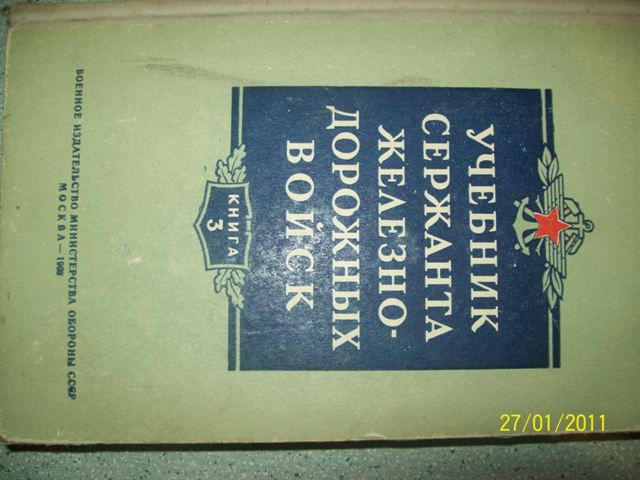 УЧЕБНИК
СЕРЖАНТА
ЖЕЛЕЗНО-
ДОРОЖНЫХ
ВОЙСК
КНИГА
3
ВОЕННОЕ ИЗДАТЕЛЬСТВО МИНИСТЕРСТВА ОБОРОНЫ СССР
МОСКВА —
27/01/2011